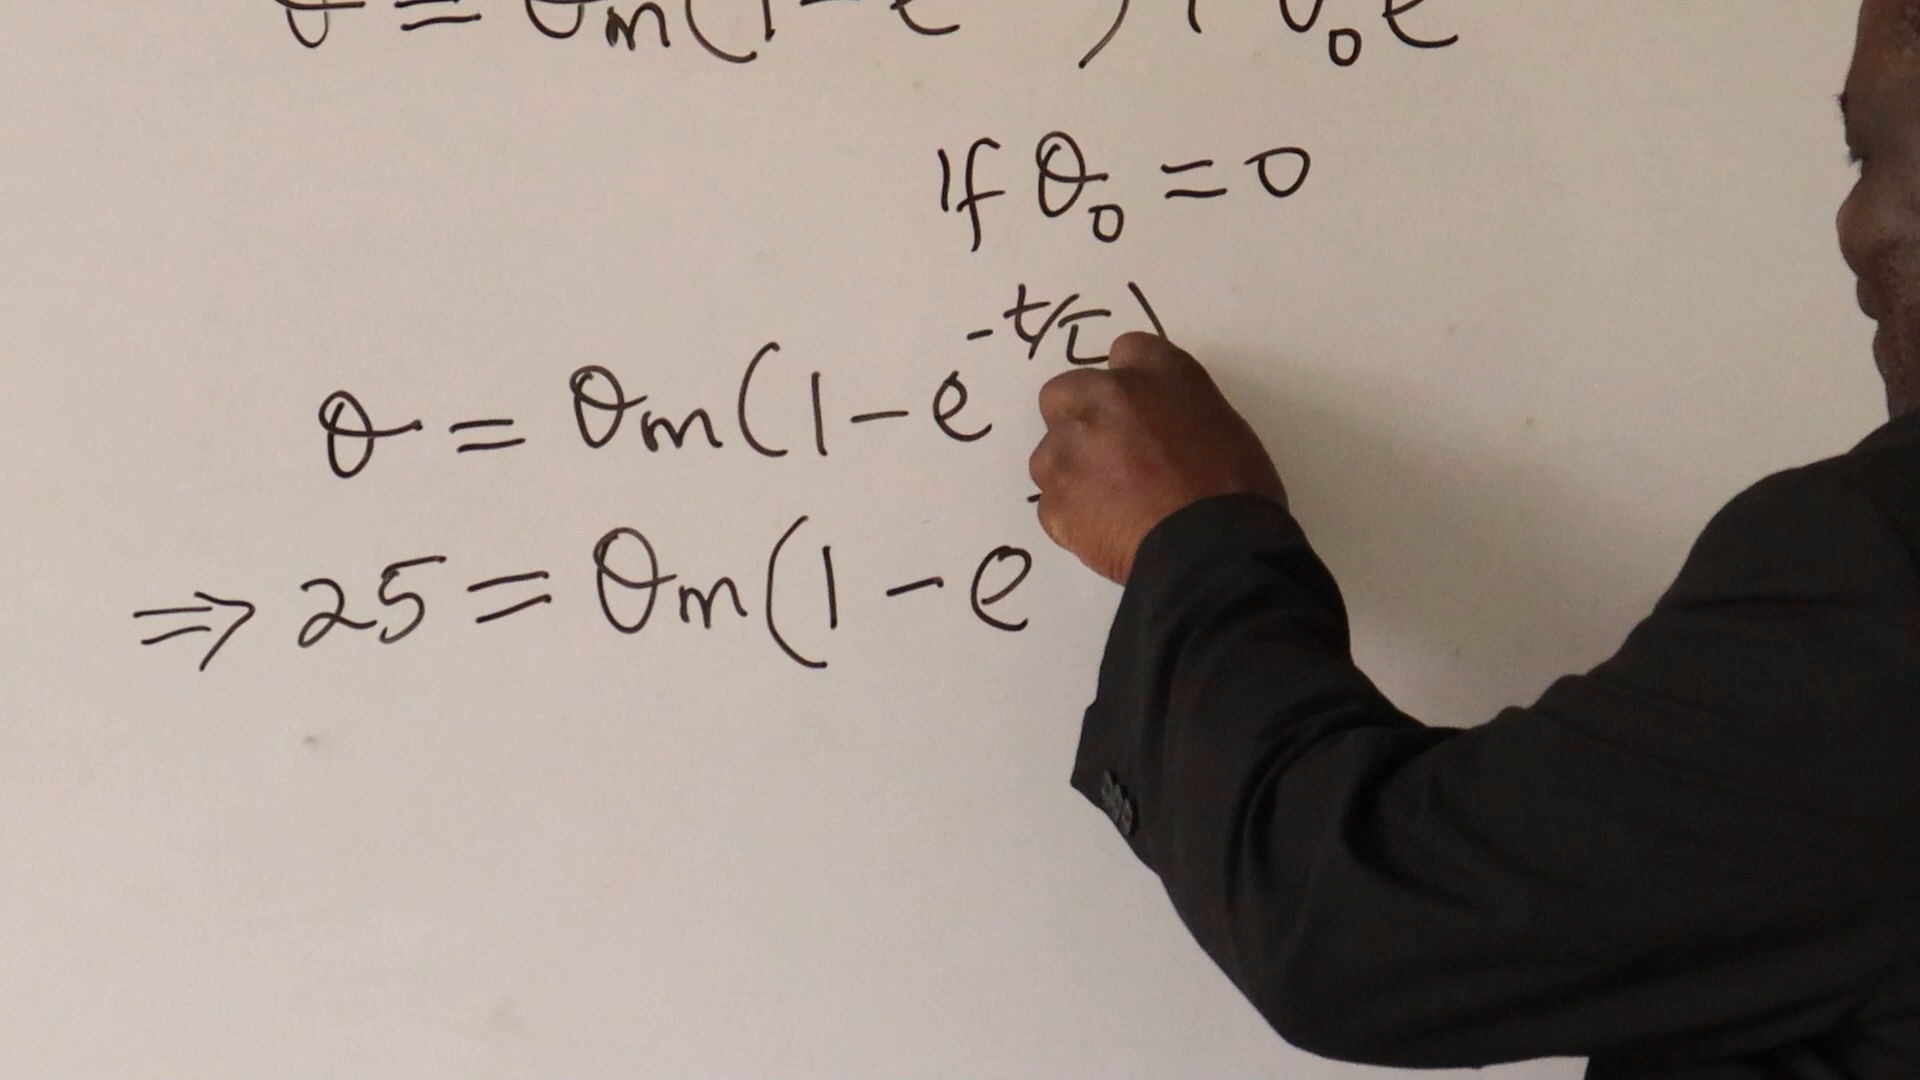 θ = θm(1 - e ) + θ₀e
If θ₀ = 0
θ = θm(1 - e^-t/τ)
⇒ 25 = θm(1 - e^-